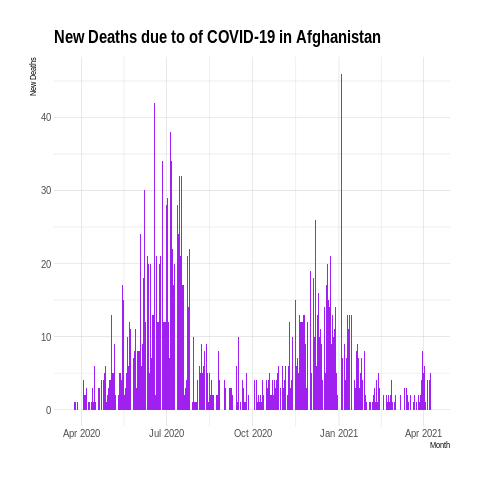 New Deaths due to of COVID-19 in Afghanistan
New Deaths
40
30
20
10
0
Apr 2020 Jul 2020 Oct 2020 Jan 2021 Apr 2021
Month